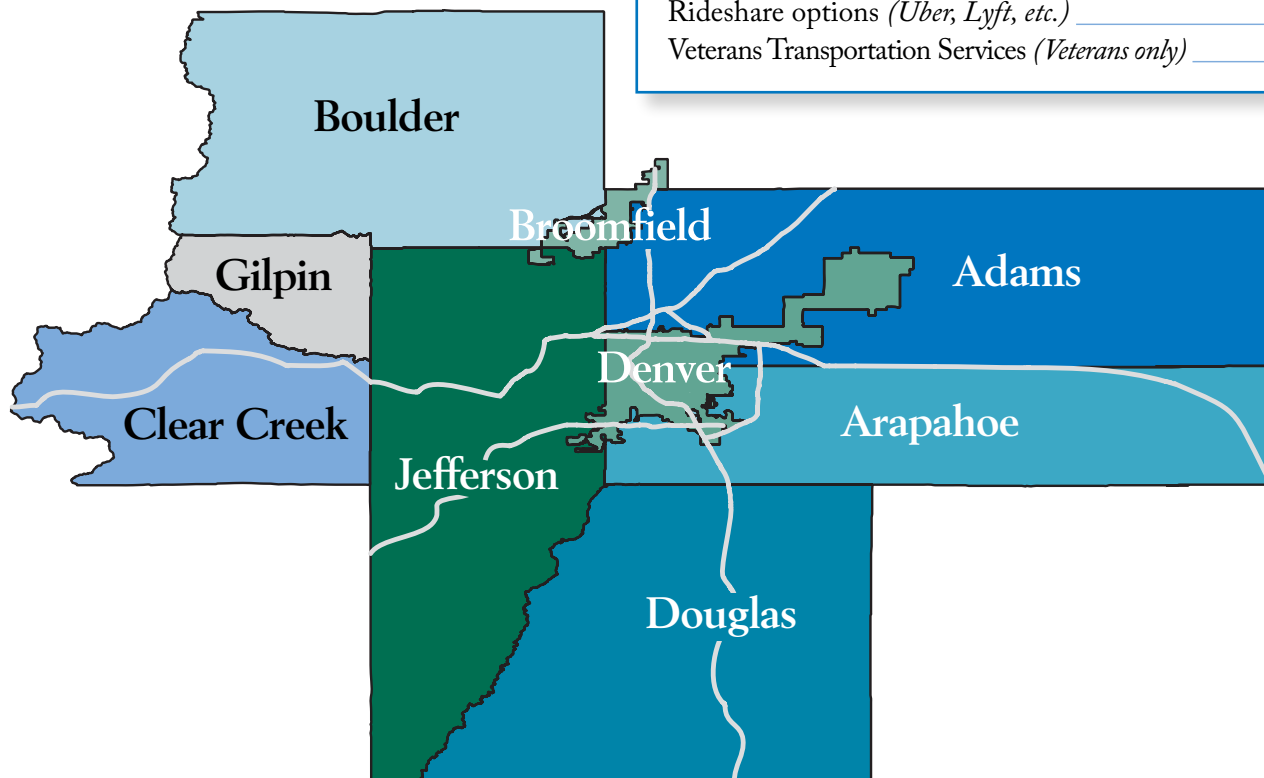 Rideshare options (Uber, Lyft, etc.)
Veterans Transportation Services (Veterans only)
Boulder
Broomfield
Gilpin
Adams
Denver
Clear Creek
Arapahoe
Jefferson
Douglas